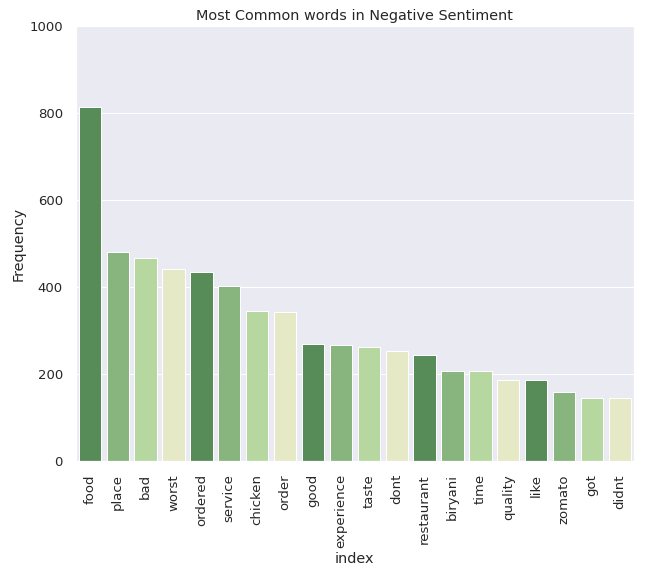 Most Common words in Negative Sentiment
1000
800
600
400
200
0
Frequency
food
place
bad
worst
ordered
service
chicken
order
good
experience
taste
dont
restaurant
biryani
time
quality
like
zomato
got
didnt
index